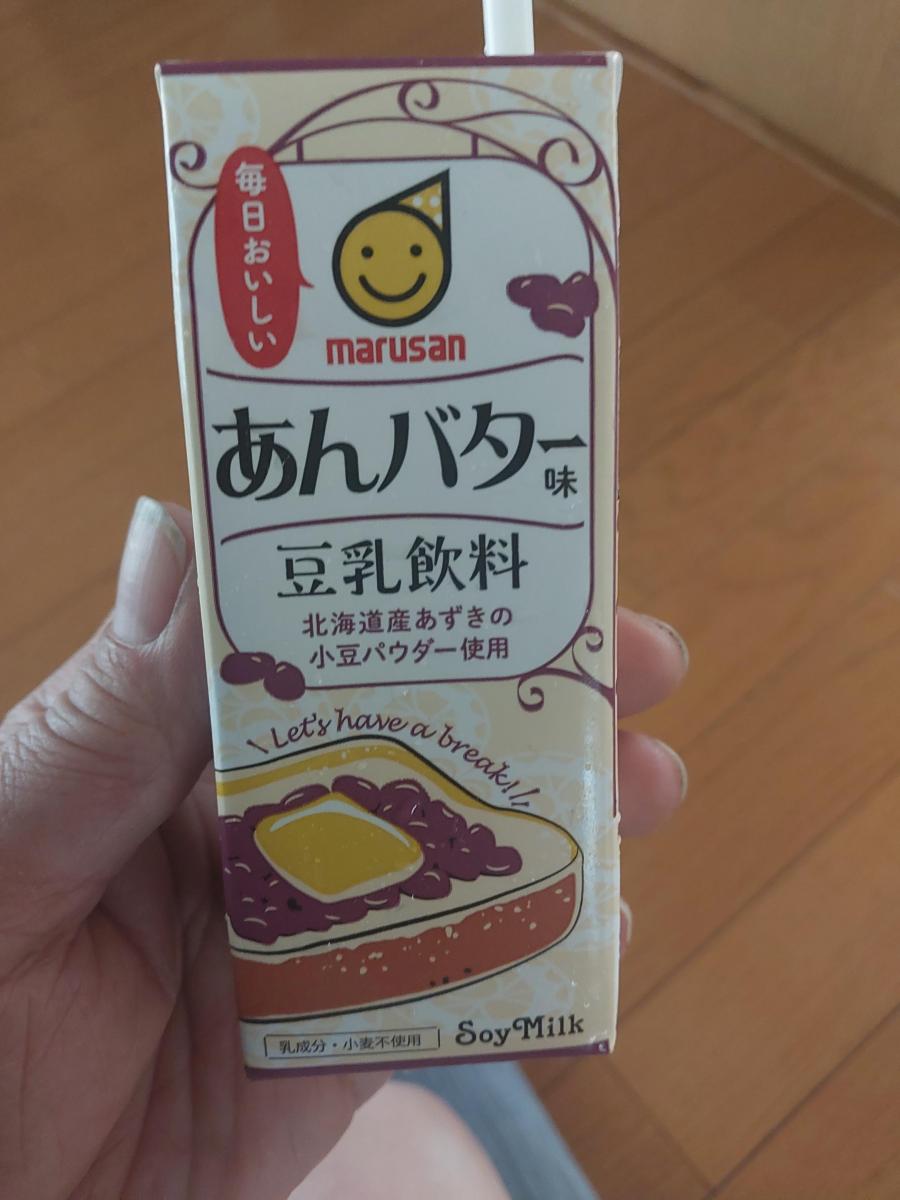 毎日おいしい
marusan
あんバター味
豆乳飲料
北海道産あずきの
小豆パウダー使用
Let's have a break!!
乳成分・小麦不使用
Soy Milk